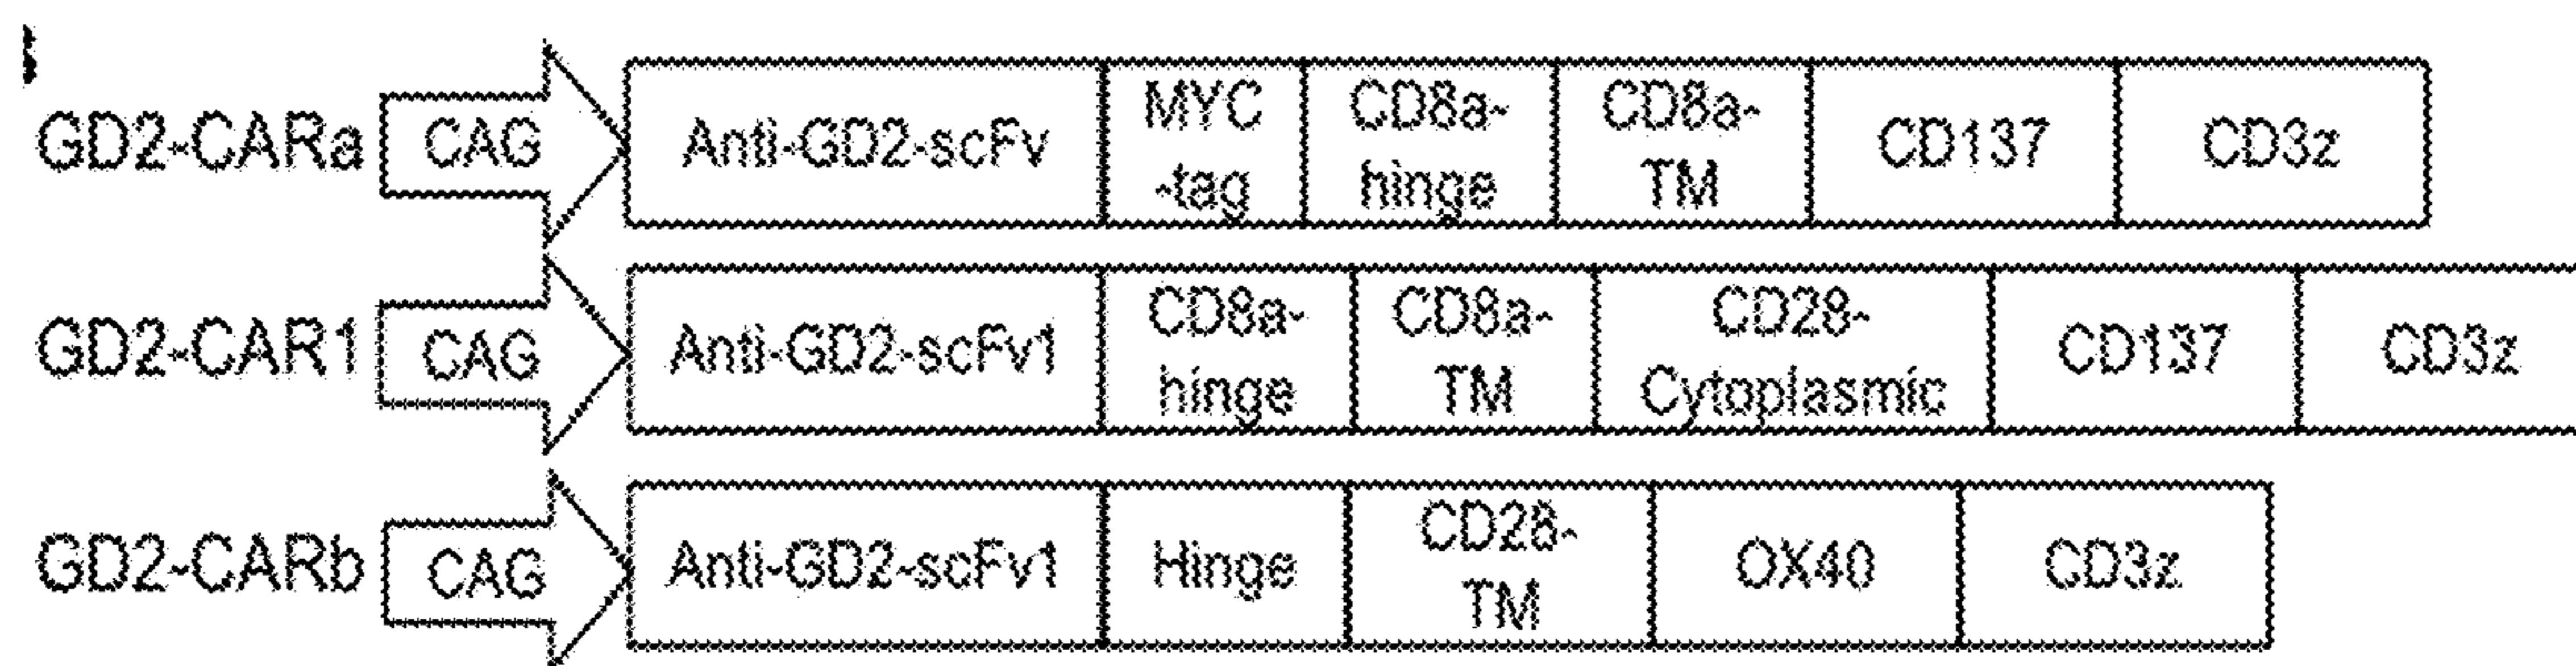 GD2-CARa CAG Anti-GD2-scFv MYC -tag CD8a- hinge CD8a- TM CD137 CD3z
GD2-CAR1 CAG Anti-GD2-scFv1 CD8a- hinge CD8a- TM CD28- Cytoplasmic CD137 CD3z
GD2-CARb CAG Anti-GD2-scFv1 Hinge CD28- TM OX40 CD3z